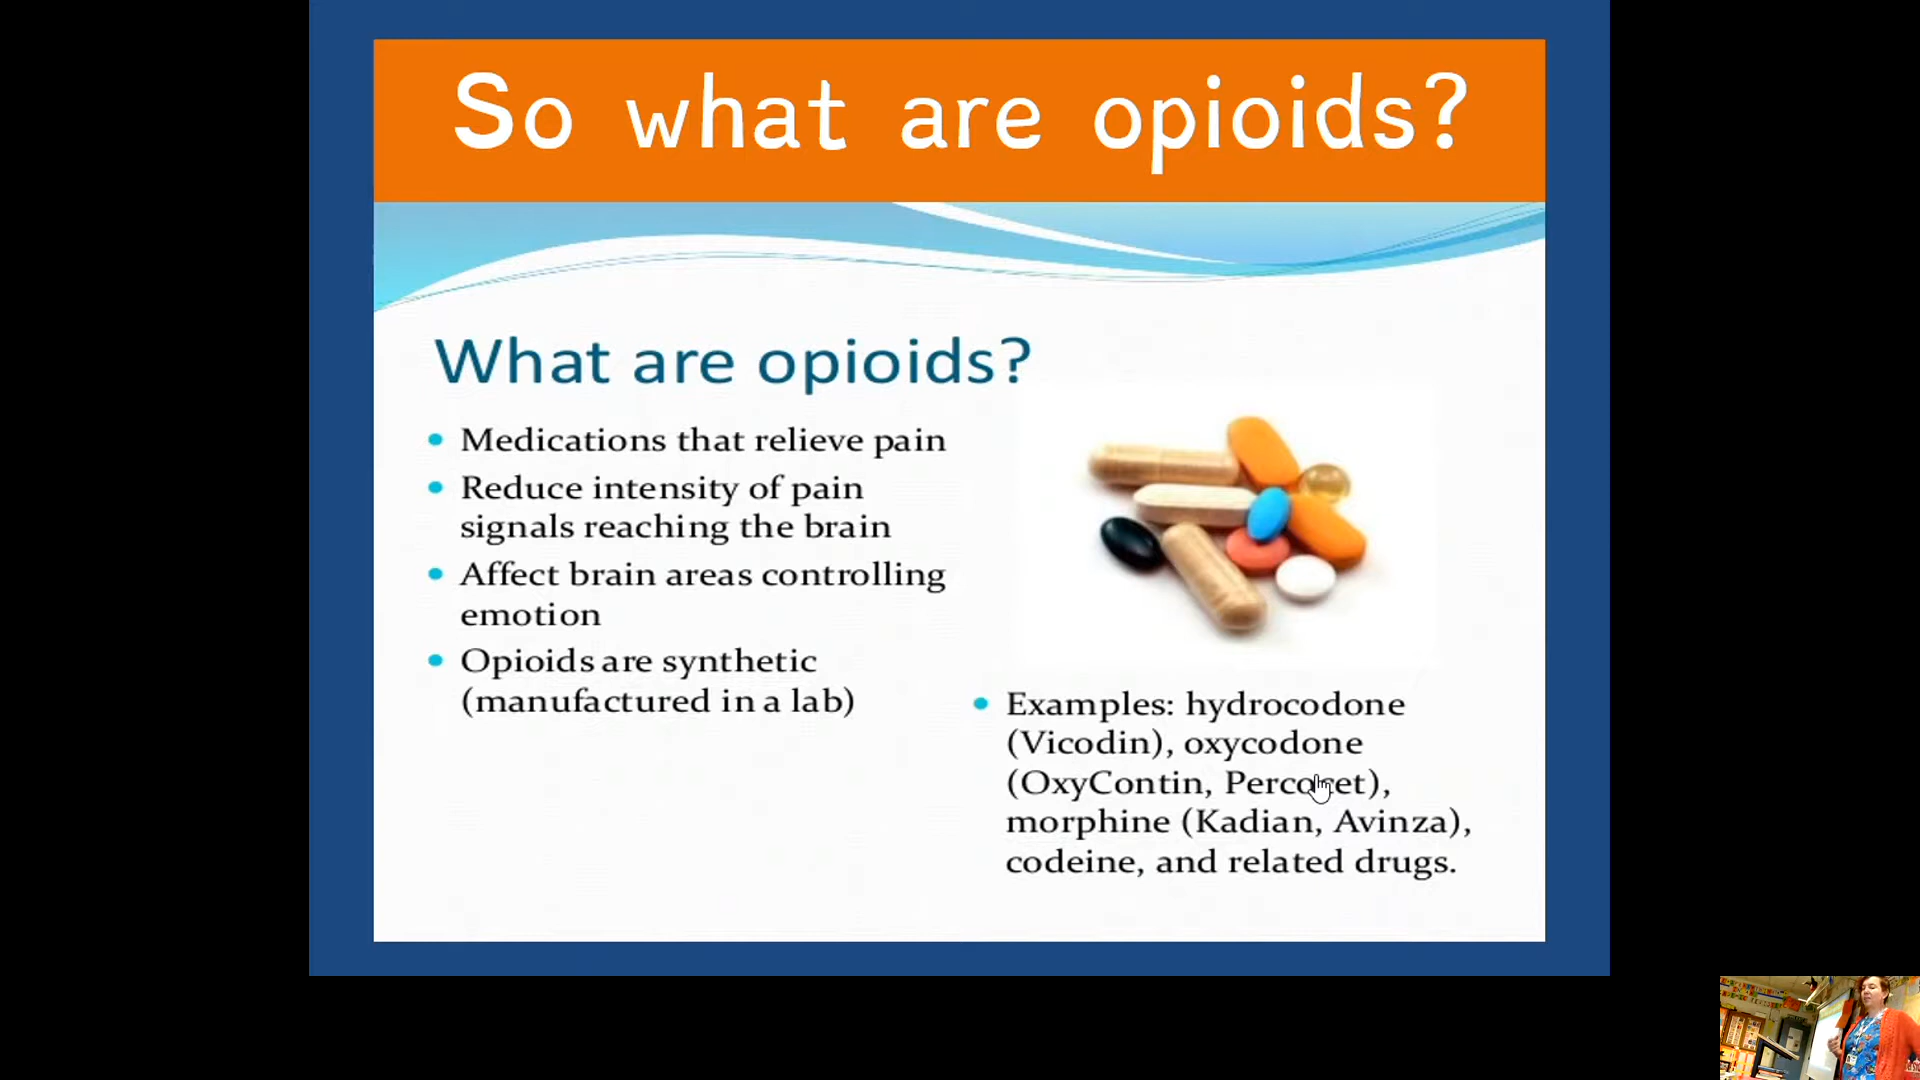 So what are opioids?
What are opioids?
Medications that relieve pain
Reduce intensity of pain
signals reaching the brain
Affect brain areas controlling
emotion
Opioids are synthetic
(manufactured in a lab)
Examples: hydrocodone
(Vicodin), oxycodone
(OxyContin, Percocet),
morphine (Kadian, Avinza),
codeine, and related drugs.